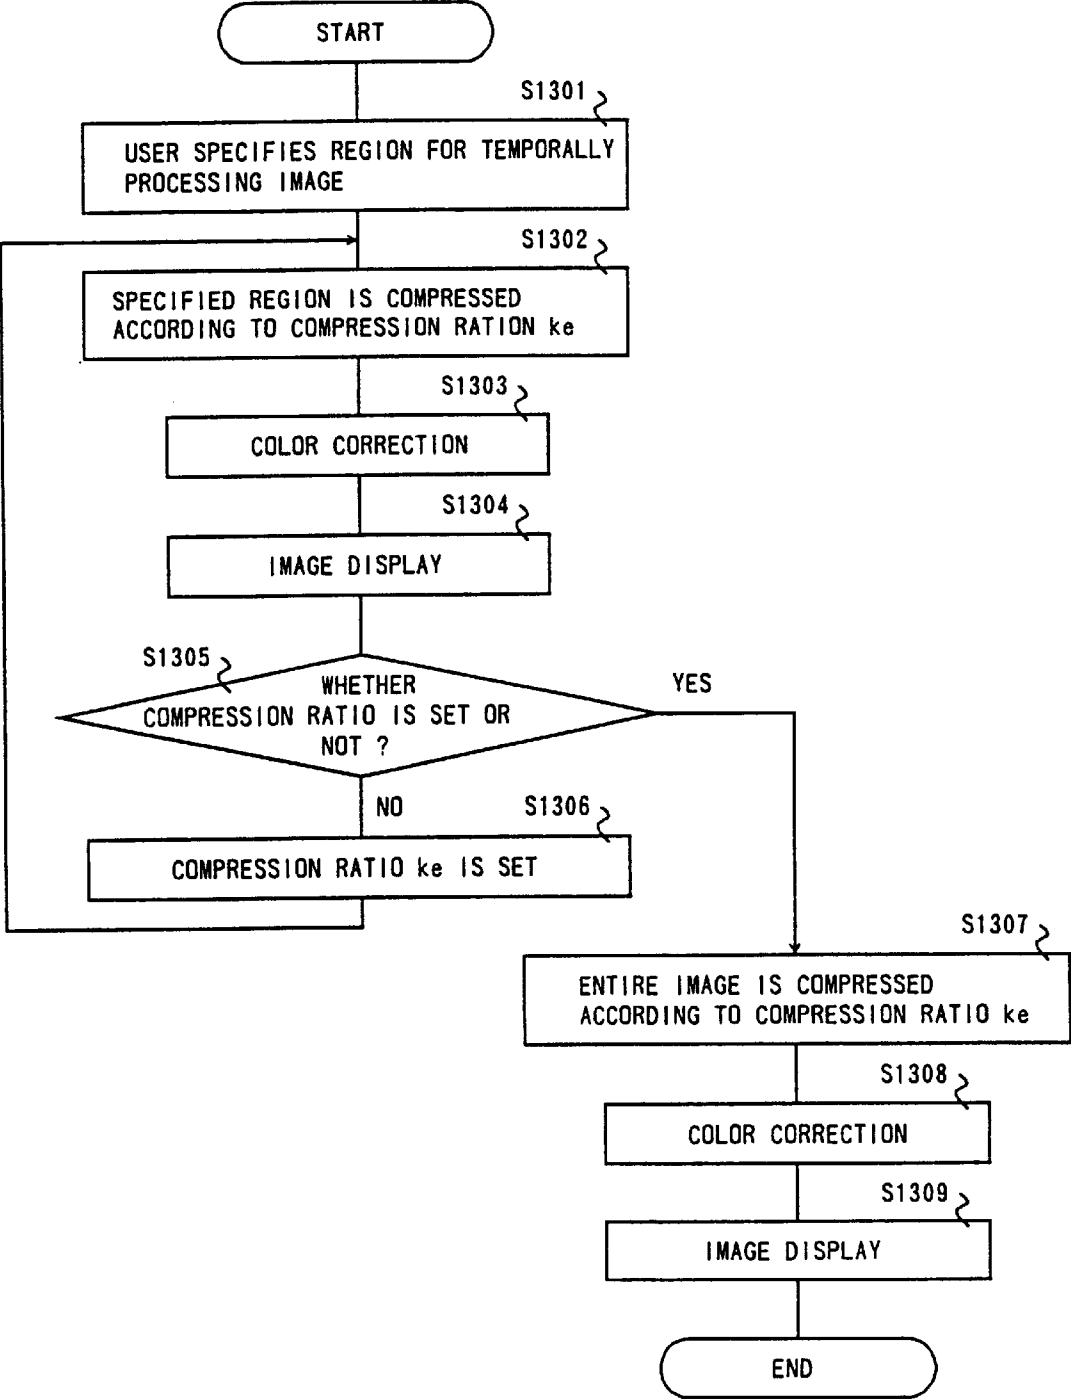 START
S1301
USER SPECIFIES REGION FOR TEMPORALLY
PROCESSING IMAGE
S1302
SPECIFIED REGION IS COMPRESSED
ACCORDING TO COMPRESSION RATION ke
S1303
COLOR CORRECTION
S1304
IMAGE DISPLAY
S1305
WHETHER
COMPRESSION RATIO IS SET OR
NOT ?
YES
NO
S1306
COMPRESSION RATIO ke IS SET
S1307
ENTIRE IMAGE IS COMPRESSED
ACCORDING TO COMPRESSION RATIO ke
S1308
COLOR CORRECTION
S1309
IMAGE DISPLAY
END